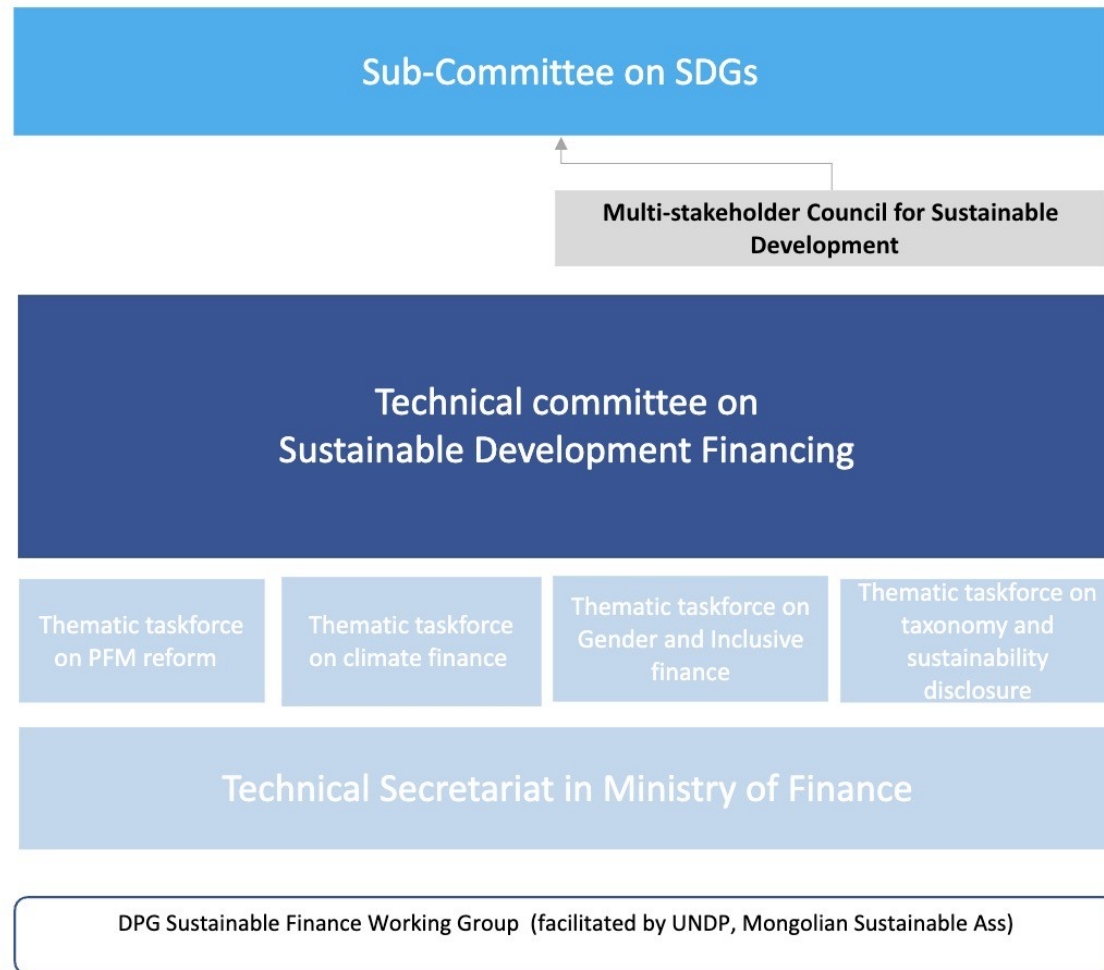 Sub-Committee on SDGs
Multi-stakeholder Council for Sustainable
Development
Technical committee on
Sustainable Development Financing
Thematic taskforce
on PFM reform
Thematic taskforce
on climate finance
Thematic taskforce on
Gender and Inclusive
finance
Thematic taskforce on
taxonomy and
sustainability
disclosure
Technical Secretariat in Ministry of Finance
DPG Sustainable Finance Working Group (facilitated by UNDP, Mongolian Sustainable Ass)